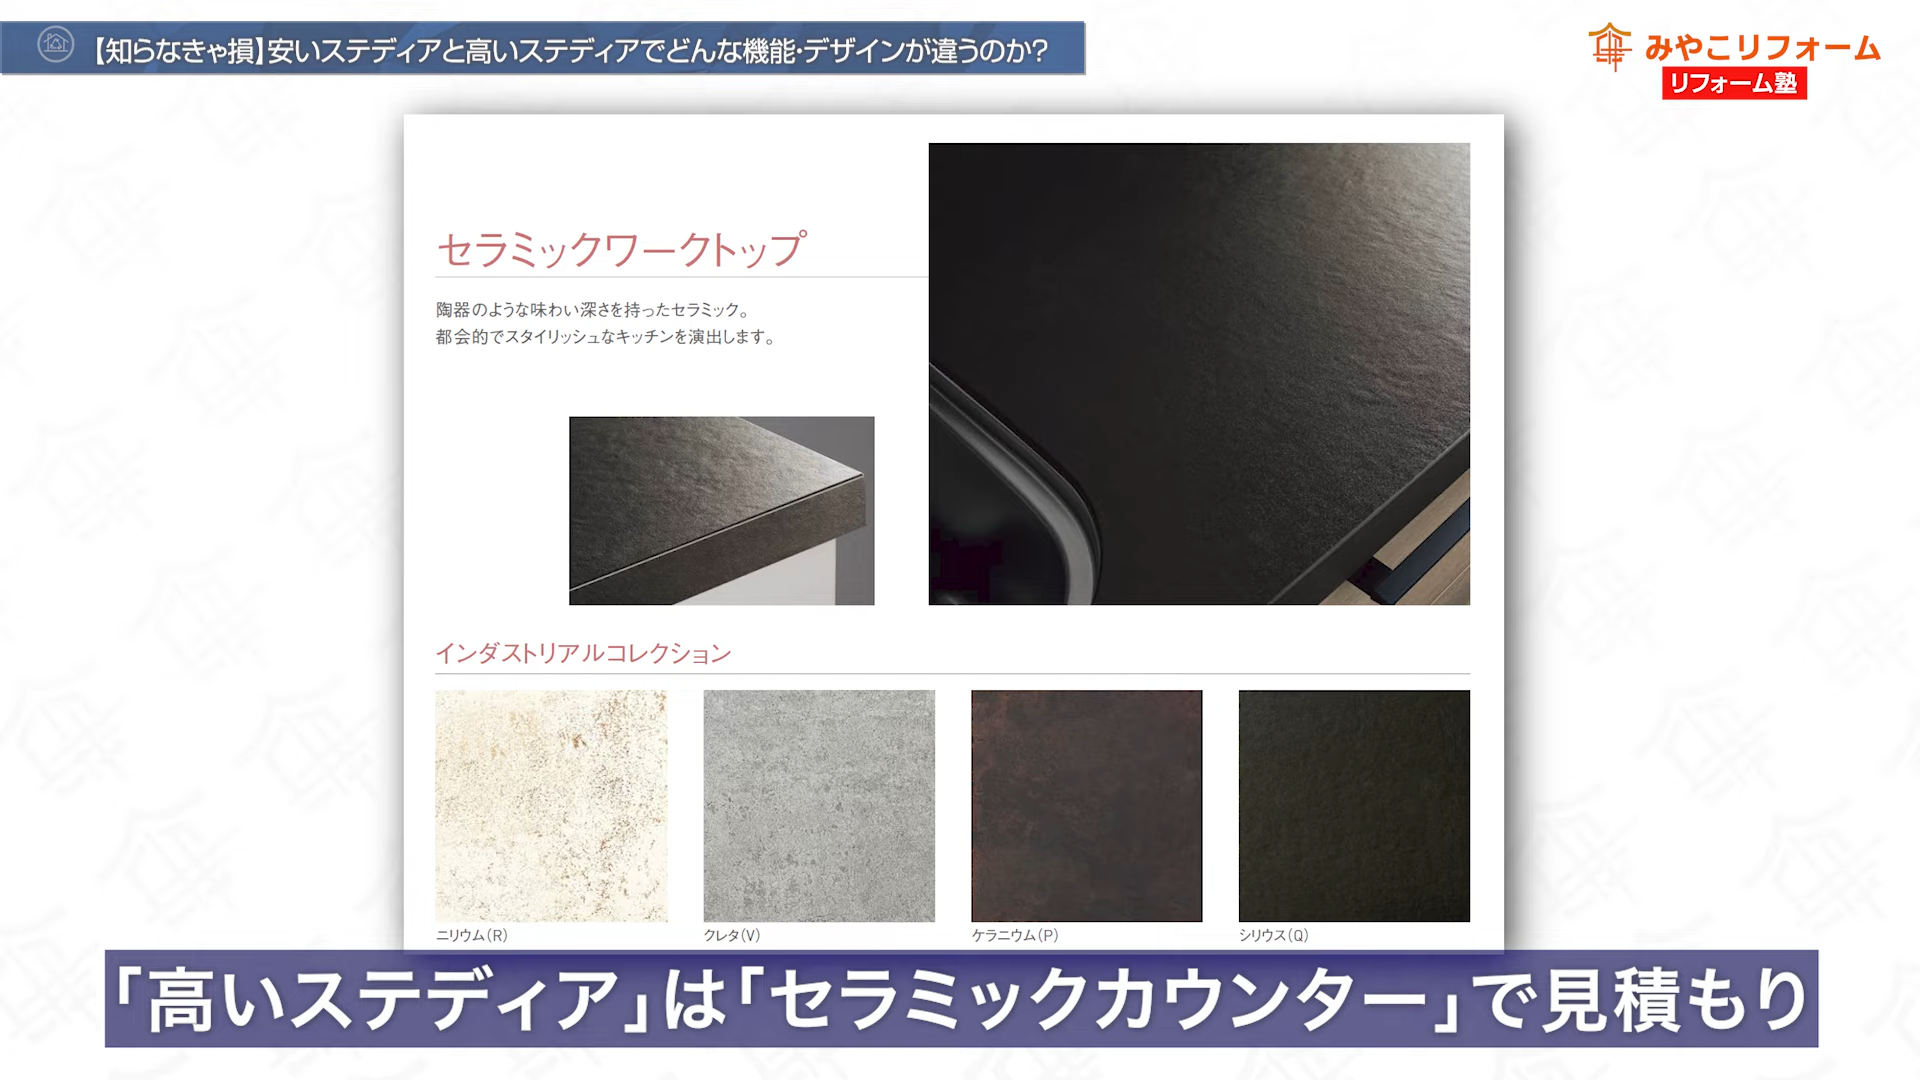 【知らなきゃ損】安いステディアと高いステディアでどんな機能・デザインが違うのか?
みやこリフォーム
リフォーム塾
セラミックワークトップ
陶器のような味わい深さを持ったセラミック。
都会的でスタイリッシュなキッチンを演出します。
インダストリアルコレクション
ニリウム(R)
クレタ(V)
ケラニウム(P)
シリウス(Q)
「高いステディア」は「セラミックカウンター」で見積もり